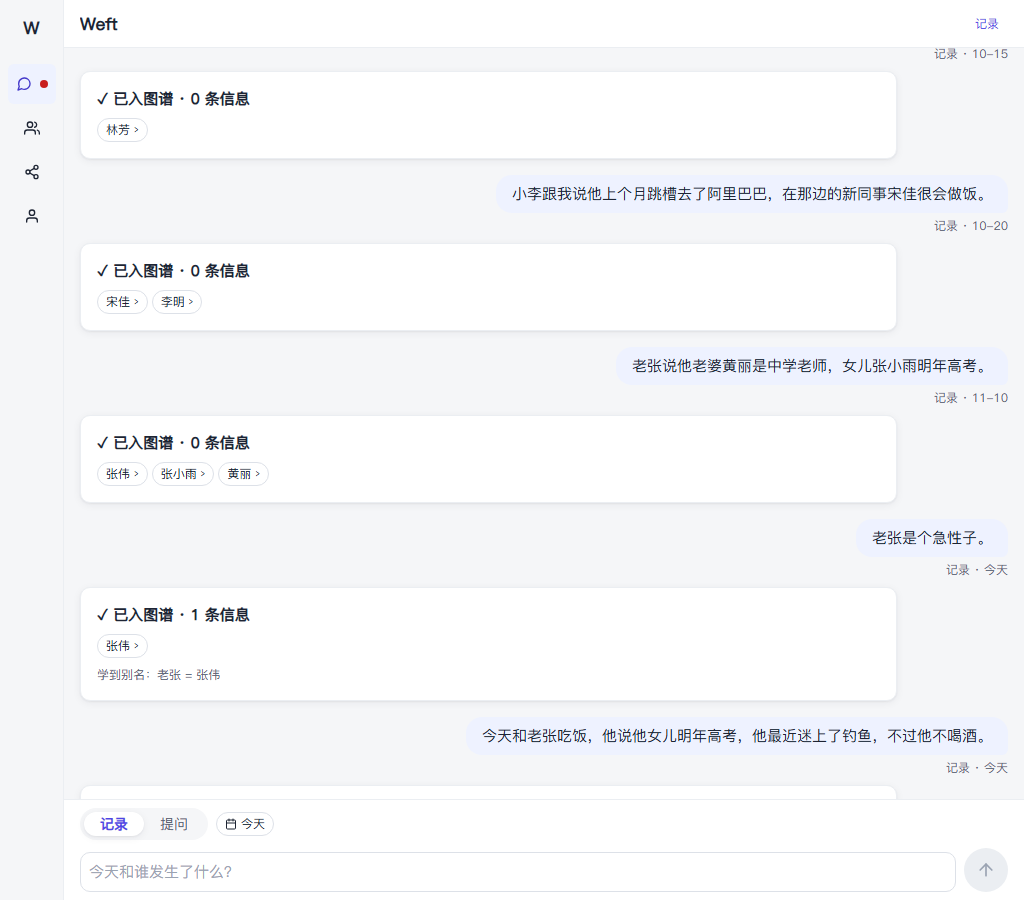 W
Weft
记录
记录 · 10-15
✓ 已入图谱 · 0 条信息
林芳 ›
小李跟我说他上个月跳槽去了阿里巴巴，在那边的新同事宋佳很会做饭。
记录 · 10-20
✓ 已入图谱 · 0 条信息
宋佳 › 李明 ›
老张说他老婆黄丽是中学老师，女儿张小雨明年高考。
记录 · 11-10
✓ 已入图谱 · 0 条信息
张伟 › 张小雨 › 黄丽 ›
老张是个急性子。
记录 · 今天
✓ 已入图谱 · 1 条信息
张伟 ›
学到别名：老张 = 张伟
今天和老张吃饭，他说他女儿明年高考，他最近迷上了钓鱼，不过他不喝酒。
记录 · 今天
记录 提问 今天
今天和谁发生了什么？